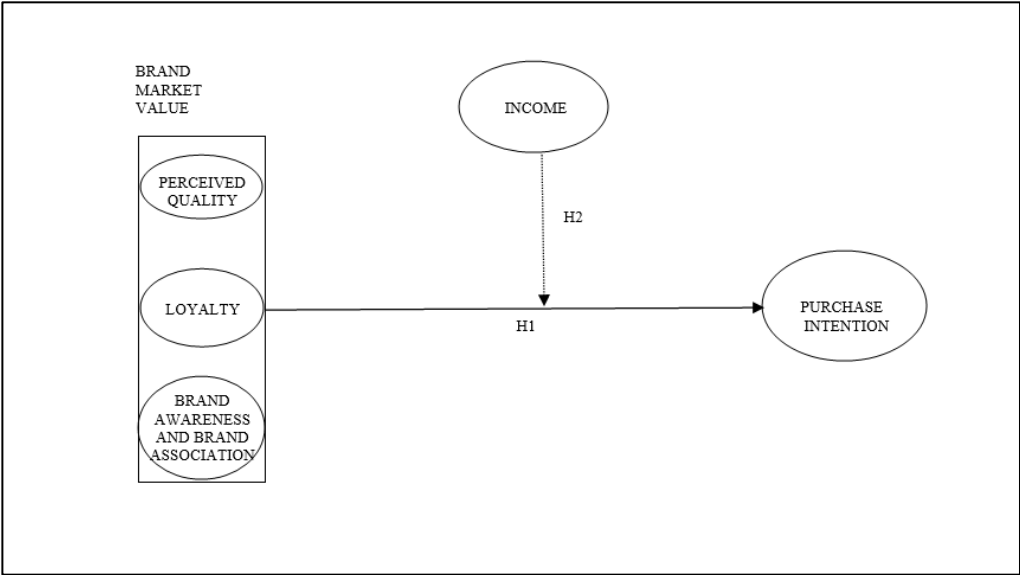 BRAND
MARKET
VALUE
PERCEIVED
QUALITY
LOYALTY
BRAND
AWARENESS
AND BRAND
ASSOCIATION
INCOME
H2
H1
PURCHASE
INTENTION